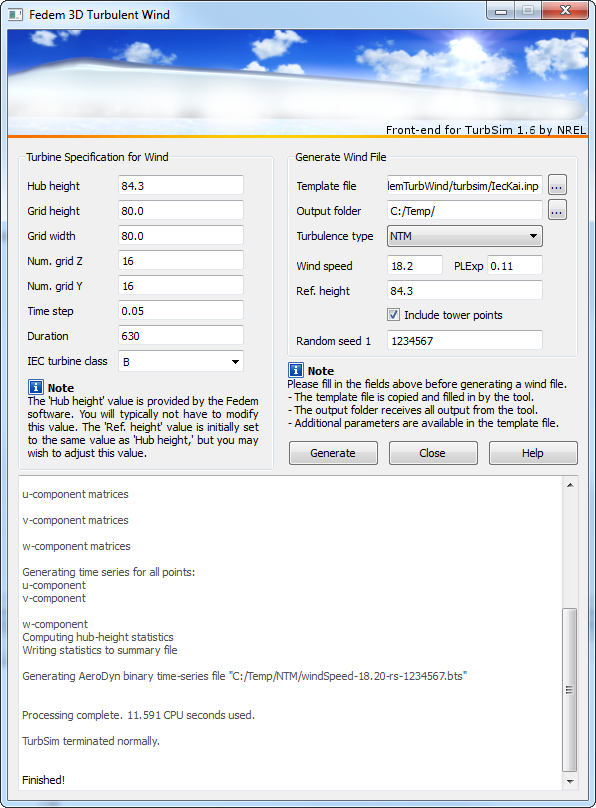 Fedem 3D Turbulent Wind
Front-end for TurbSim 1.6 by NREL
Turbine Specification for Wind
Hub height 84.3
Grid height 80.0
Grid width 80.0
Num. grid Z 16
Num. grid Y 16
Time step 0.05
Duration 630
IEC turbine class B
Note
The 'Hub height' value is provided by the Fedem
software. You will typically not have to modify
this value. The 'Ref. height' value is initially set
to the same value as 'Hub height,' but you may
wish to adjust this value.
Generate Wind File
Template file lemTurbWind/turbsim/IecKai.inp ...
Output folder C:/Temp/ ...
Turbulence type NTM
Wind speed 18.2 PLExp 0.11
Ref. height 84.3
Include tower points
Random seed 1 1234567
Note
Please fill in the fields above before generating a wind file.
- The template file is copied and filled in by the tool.
- The output folder receives all output from the tool.
- Additional parameters are available in the template file.
Generate Close Help
u-component matrices
v-component matrices
w-component matrices
Generating time series for all points:
u-component
v-component
w-component
Computing hub-height statistics
Writing statistics to summary file
Generating AeroDyn binary time-series file "C:/Temp/NTM/windSpeed-18.20-rs-1234567.bts"
Processing complete. 11.591 CPU seconds used.
TurbSim terminated normally.
Finished!